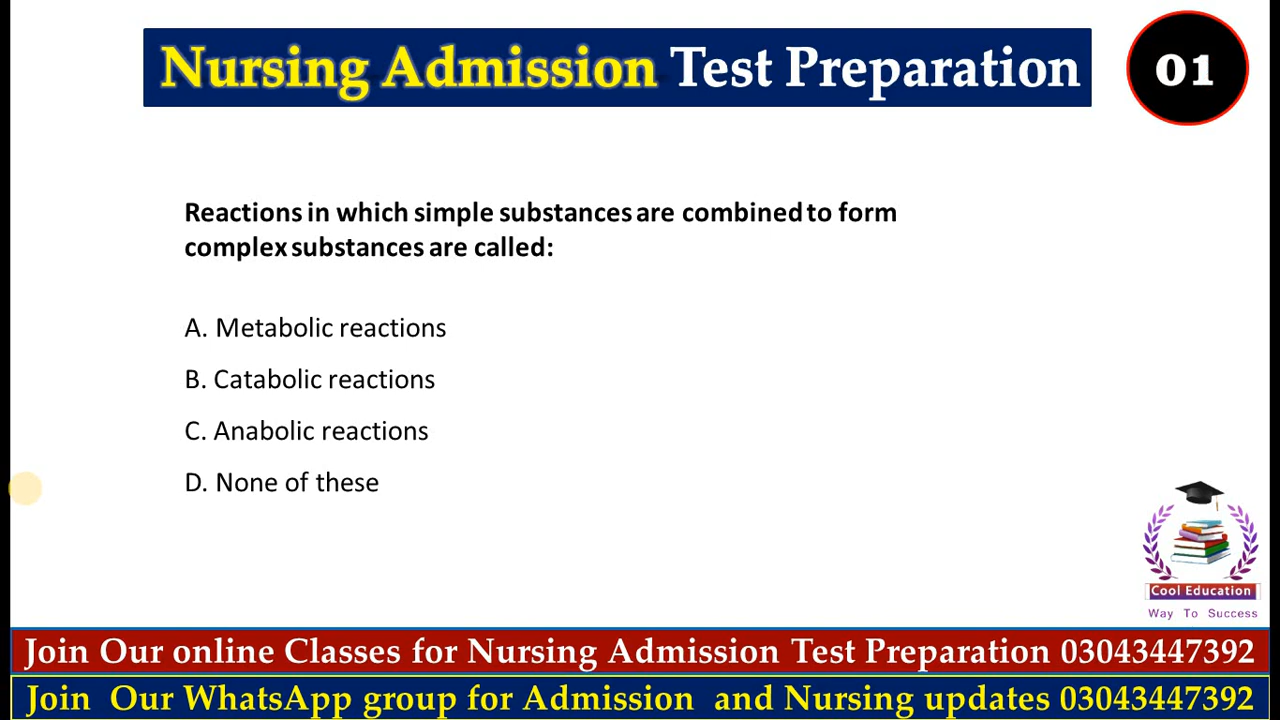 Nursing Admission Test Preparation
01
Reactions in which simple substances are combined to form
complex substances are called:
A. Metabolic reactions
B. Catabolic reactions
C. Anabolic reactions
D. None of these
Cool Education
Way To Success
Join Our online Classes for Nursing Admission Test Preparation 03043447392
Join Our WhatsApp group for Admission and Nursing updates 03043447392